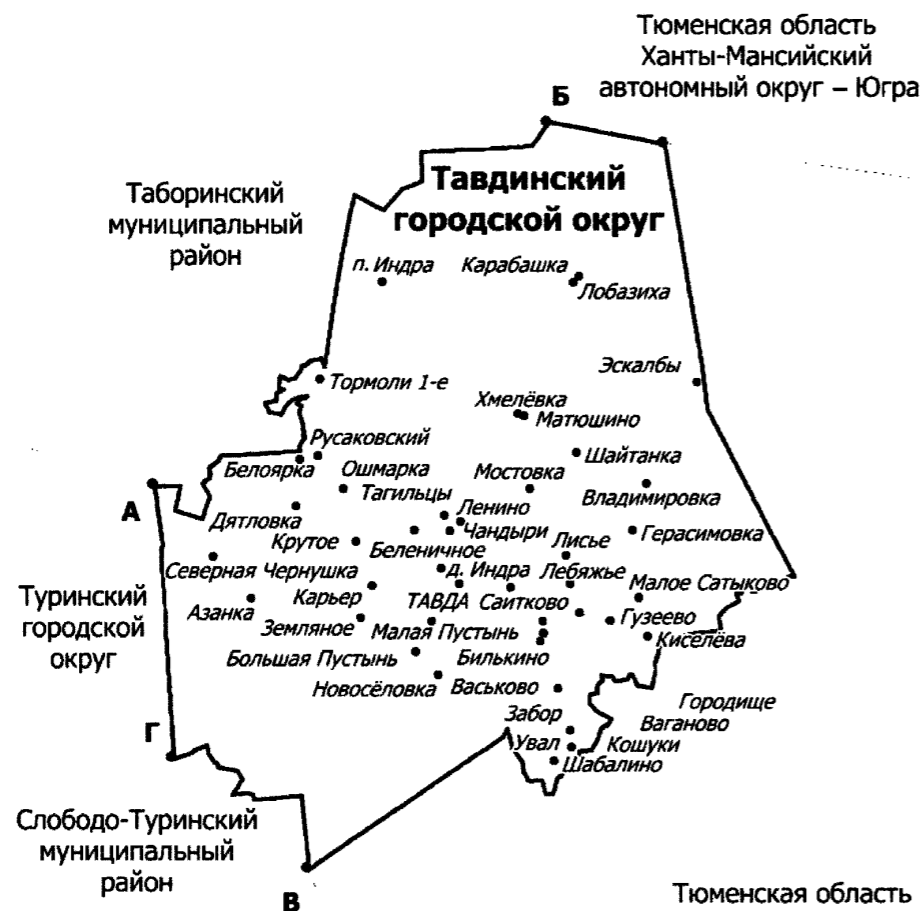 Тюменская область
Ханты-Мансийский
автономный округ – Югра
Б
Тавдинский
городской округ
Таборинский
муниципальный
район
п. Индра
Карабашка
Лобазиха
Эскалбы
Тормоли 1-е
Хмелёвка
Матюшино
Русаковский
Белоярка
Ошмарка
Шайтанка
Мостовка
Тагильцы
Владимировка
А
Ленино
Дятловка
Чандыри
Герасимовка
Крутое
Беленичное
Лисье
Северная Чернушка
д. Индра
Лебяжье
Малое Сатыково
Туринский
городской
округ
Азанка
Карьер
ТАВДА
Саитково
Гузеево
Земляное
Малая Пустынь
Киселёва
Большая Пустынь
Билькино
Новосёловка
Васьково
Городище
Забор
Ваганово
Г
Увал
Кошуки
Шабалино
Слободо-Туринский
муниципальный
район
В
Тюменская область